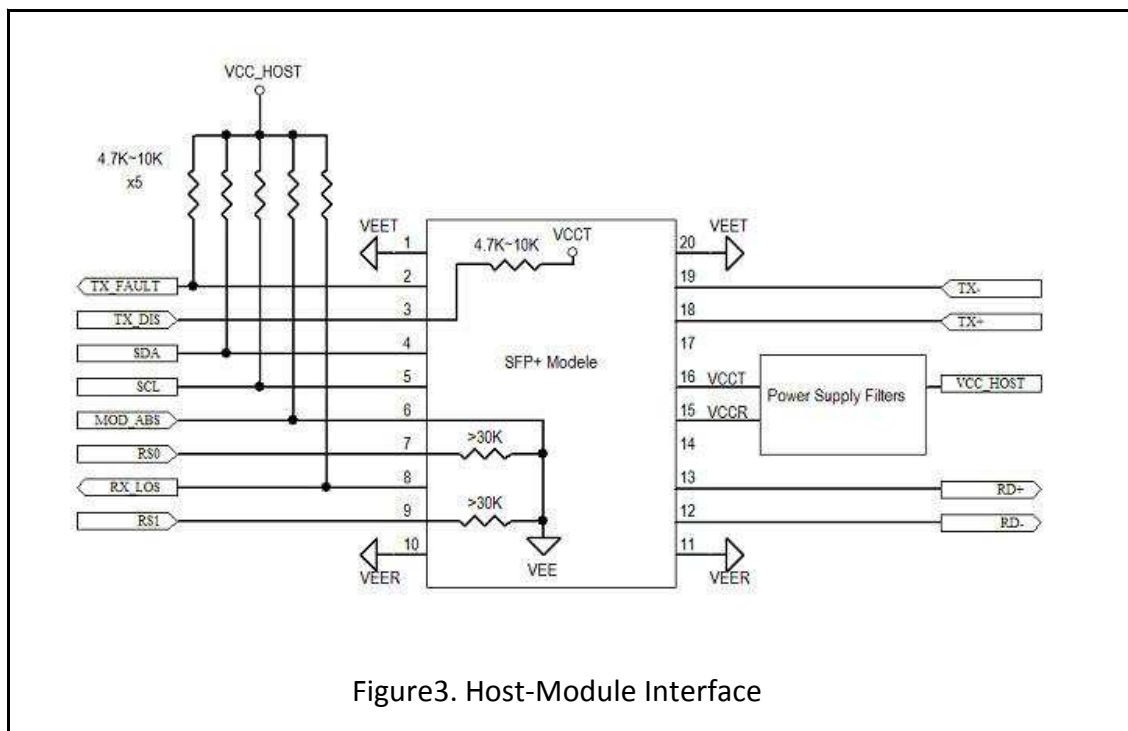 VCC_HOST
4.7K~10K
x5
VEET
1
4.7K~10K
VCCT
20
VEET
TX_FAULT
2
19
TX-
TX_DIS
3
18
TX+
SDA
4
17
SFP+ Modele
SCL
5
16
VCCT
Power Supply Filters
VCC_HOST
MOD_ABS
6
15
VCCR
RS0
7
>30K
14
RX_LOS
8
13
RD+
RS1
9
>30K
12
RD-
10
VEER
VEE
11
VEER
Figure3. Host-Module Interface